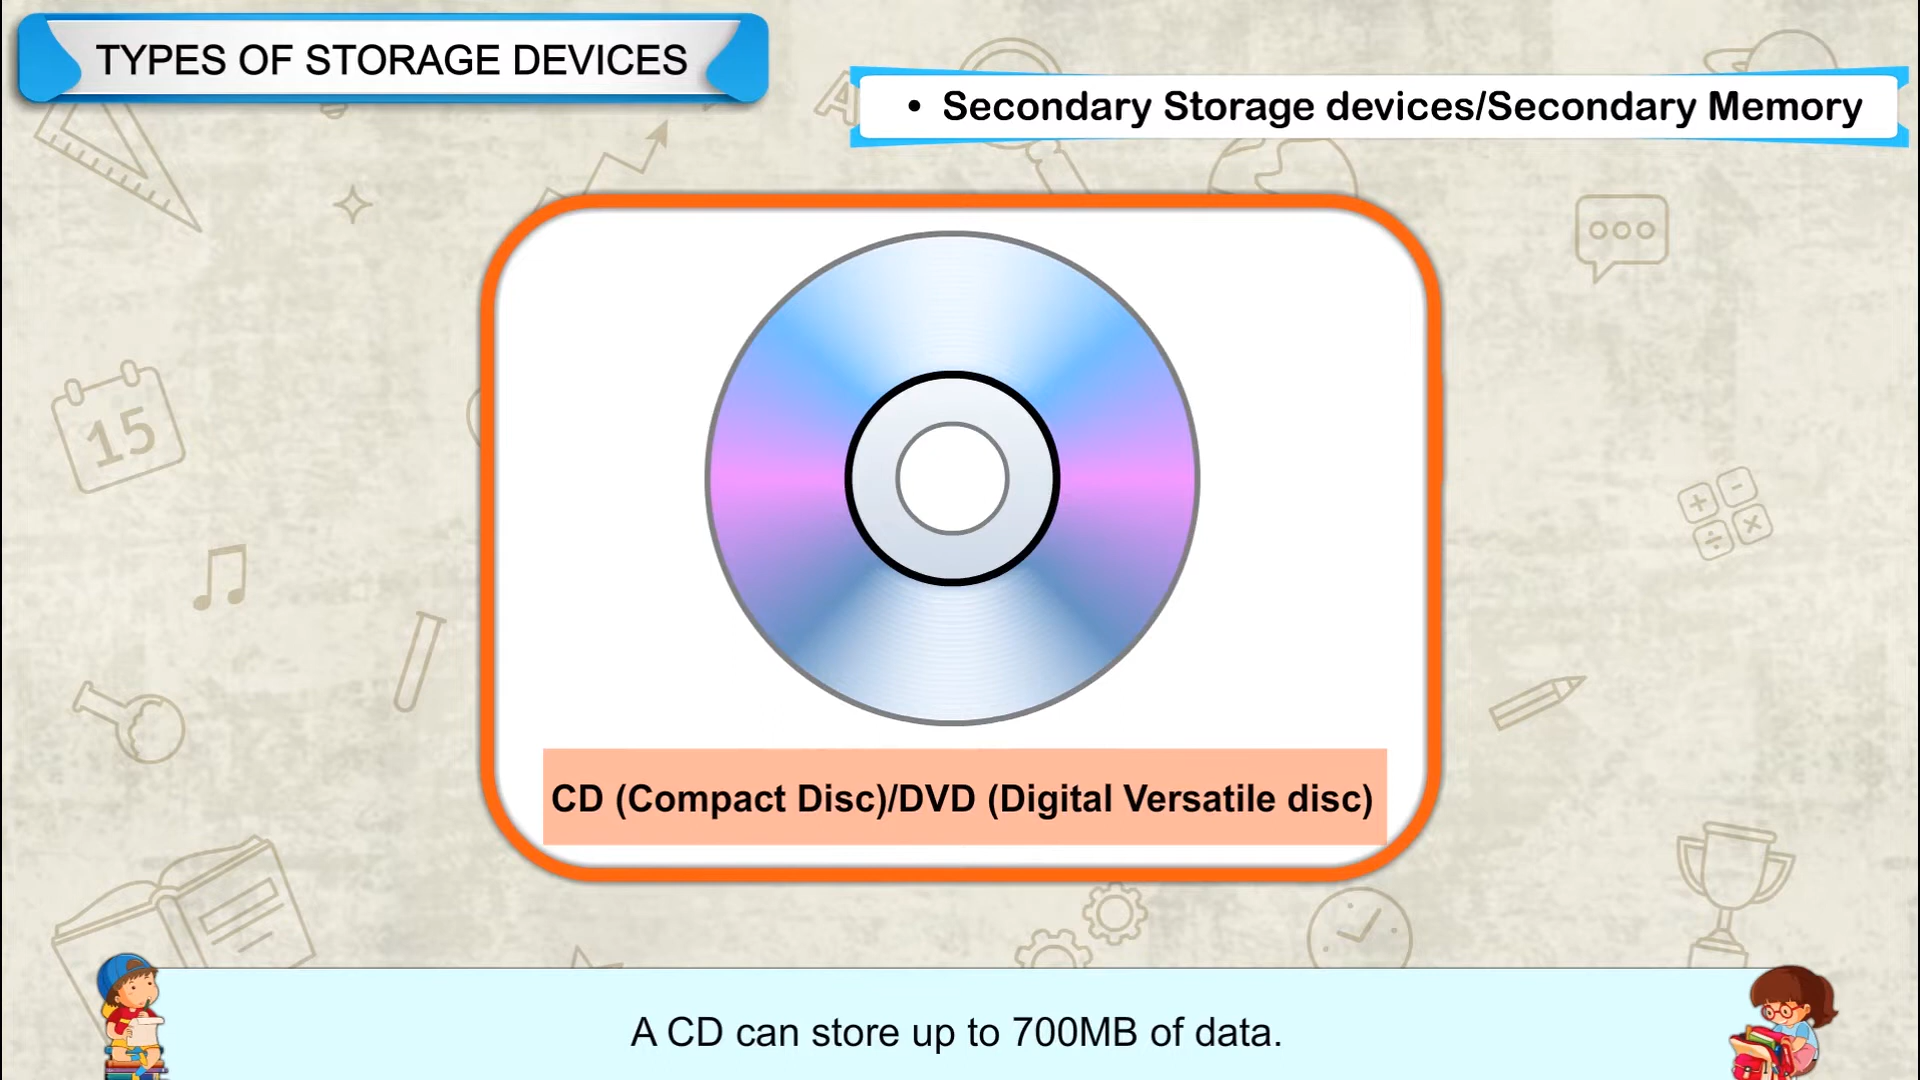 TYPES OF STORAGE DEVICES
• Secondary Storage devices/Secondary Memory
A
15
CD (Compact Disc)/DVD (Digital Versatile disc)
A CD can store up to 700MB of data.